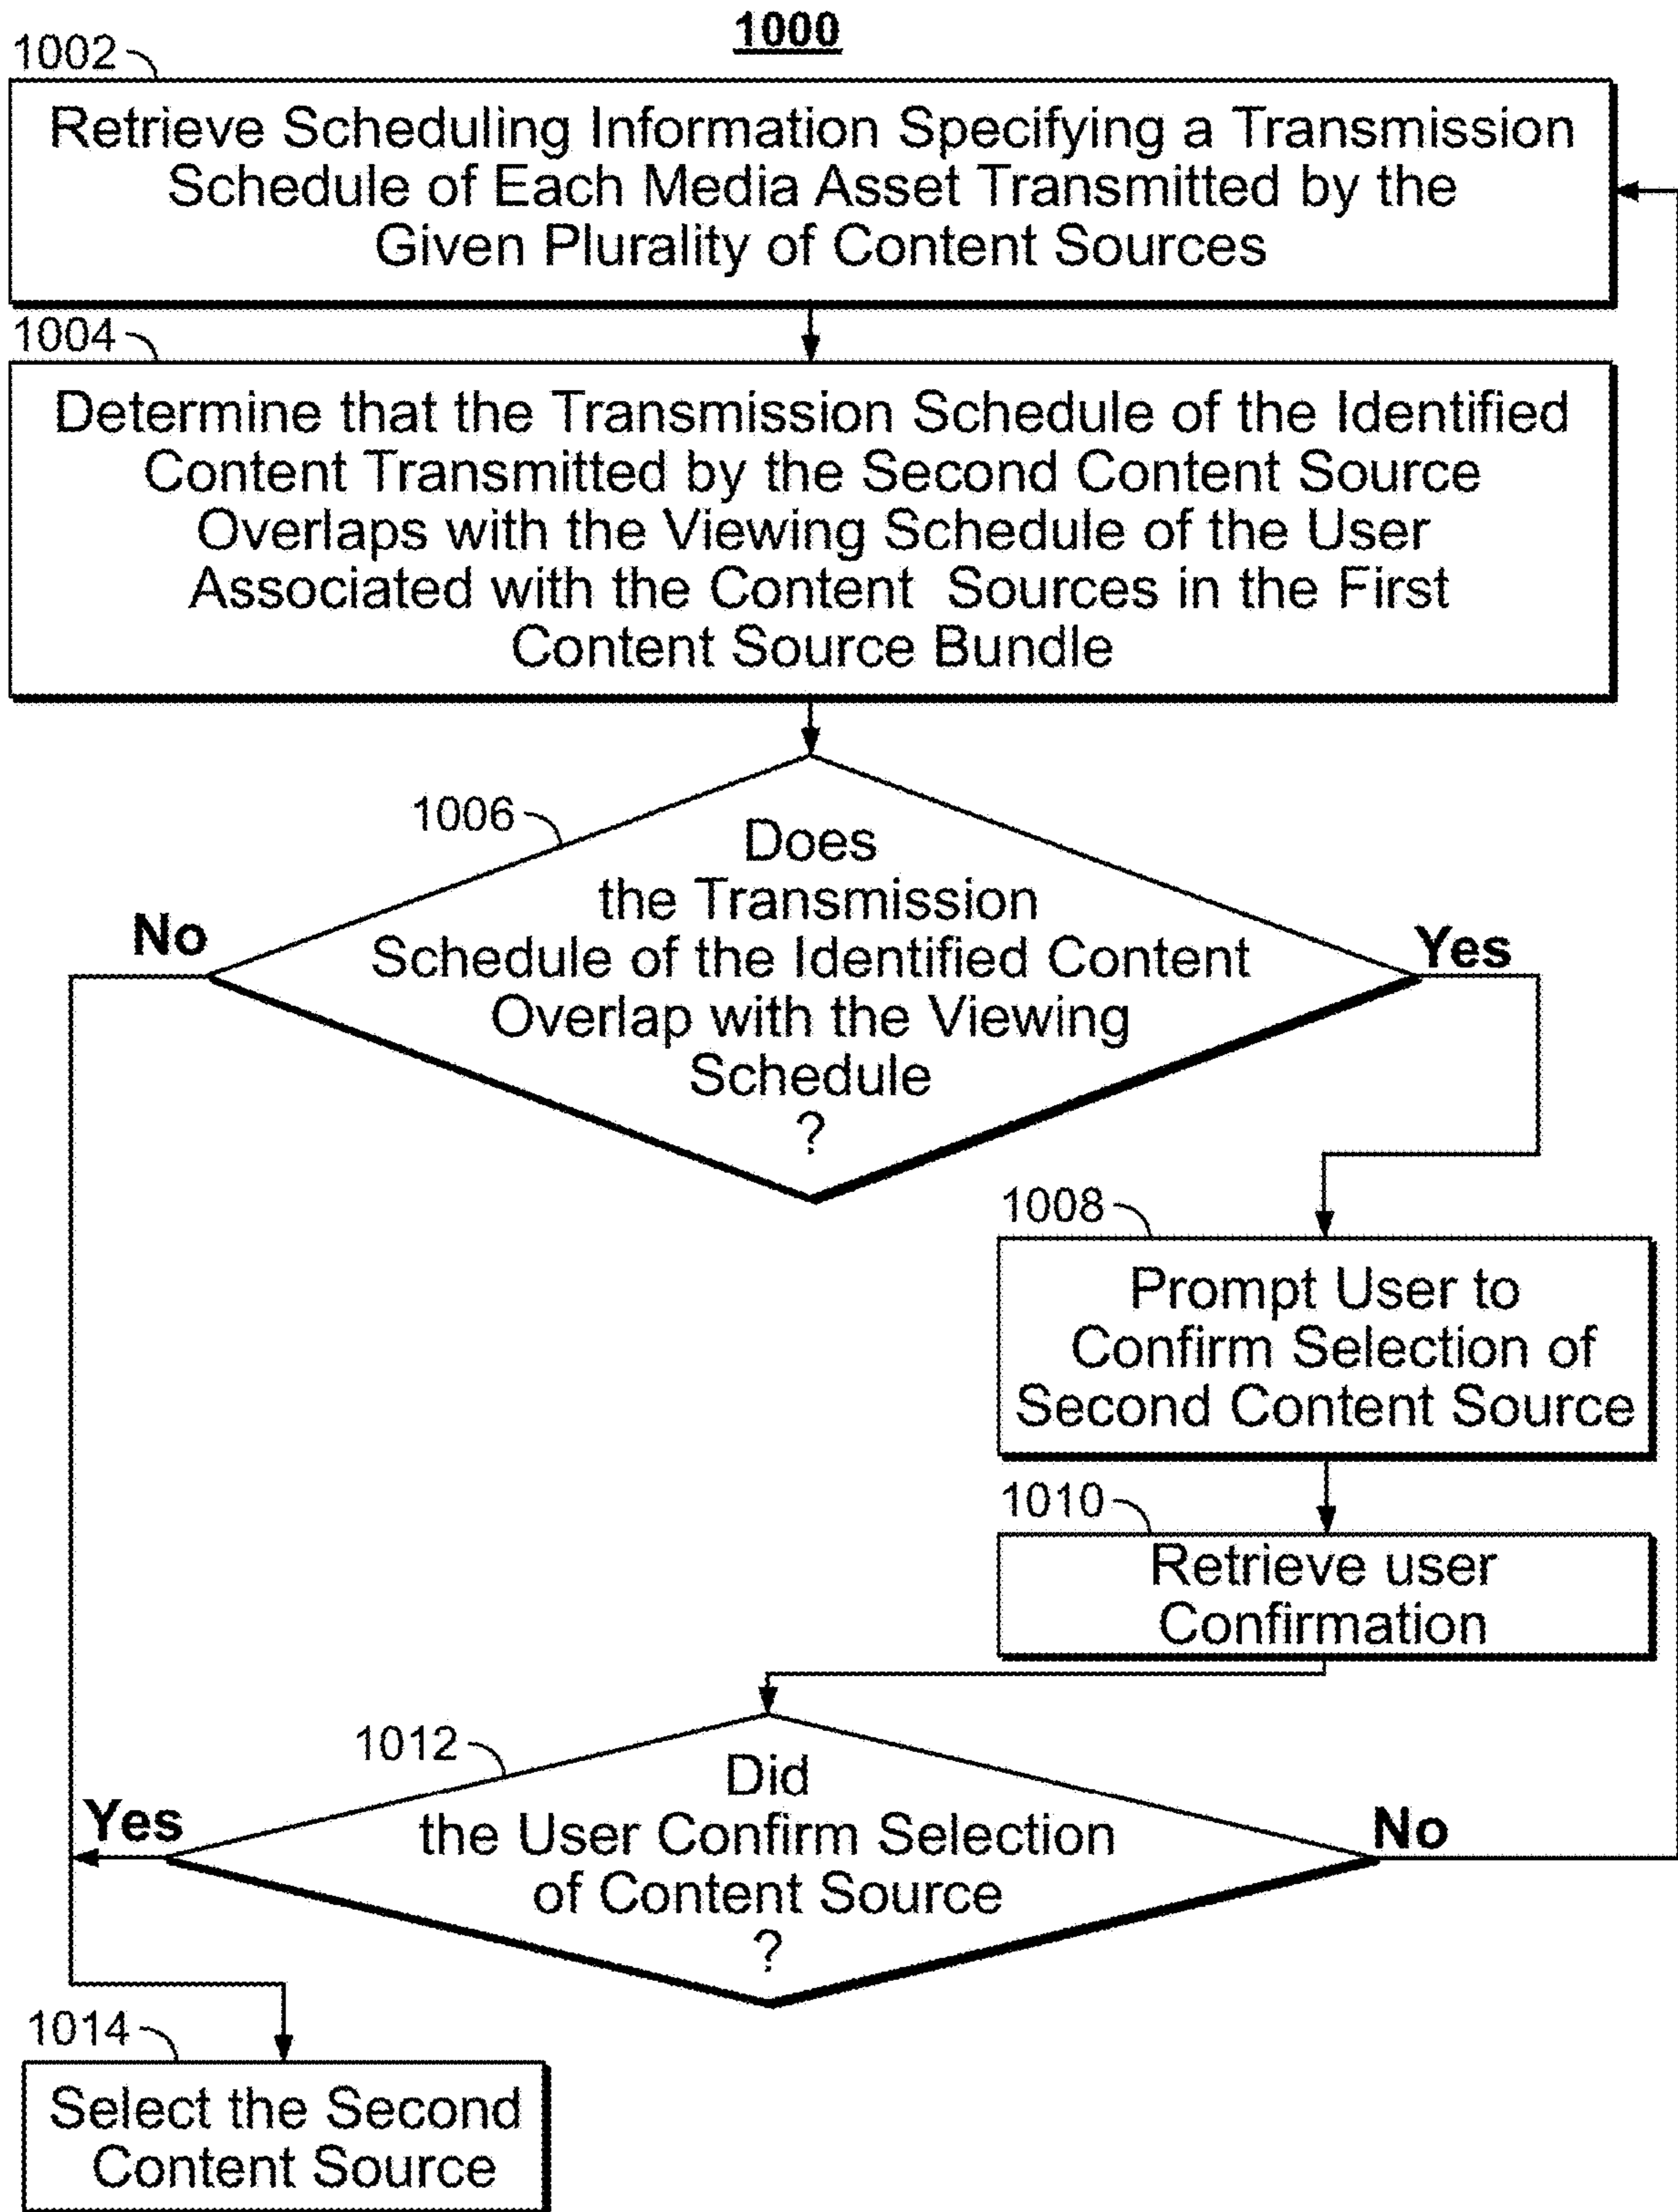 1000
1002
Retrieve Scheduling Information Specifying a Transmission
Schedule of Each Media Asset Transmitted by the
Given Plurality of Content Sources
1004
Determine that the Transmission Schedule of the Identified
Content Transmitted by the Second Content Source
Overlaps with the Viewing Schedule of the User
Associated with the Content Sources in the First
Content Source Bundle
1006
Does
the Transmission
Schedule of the Identified Content
Overlap with the Viewing
Schedule
?
No
Yes
1008
Prompt User to
Confirm Selection of
Second Content Source
1010
Retrieve user
Confirmation
1012
Did
the User Confirm Selection
of Content Source
?
Yes
No
1014
Select the Second
Content Source